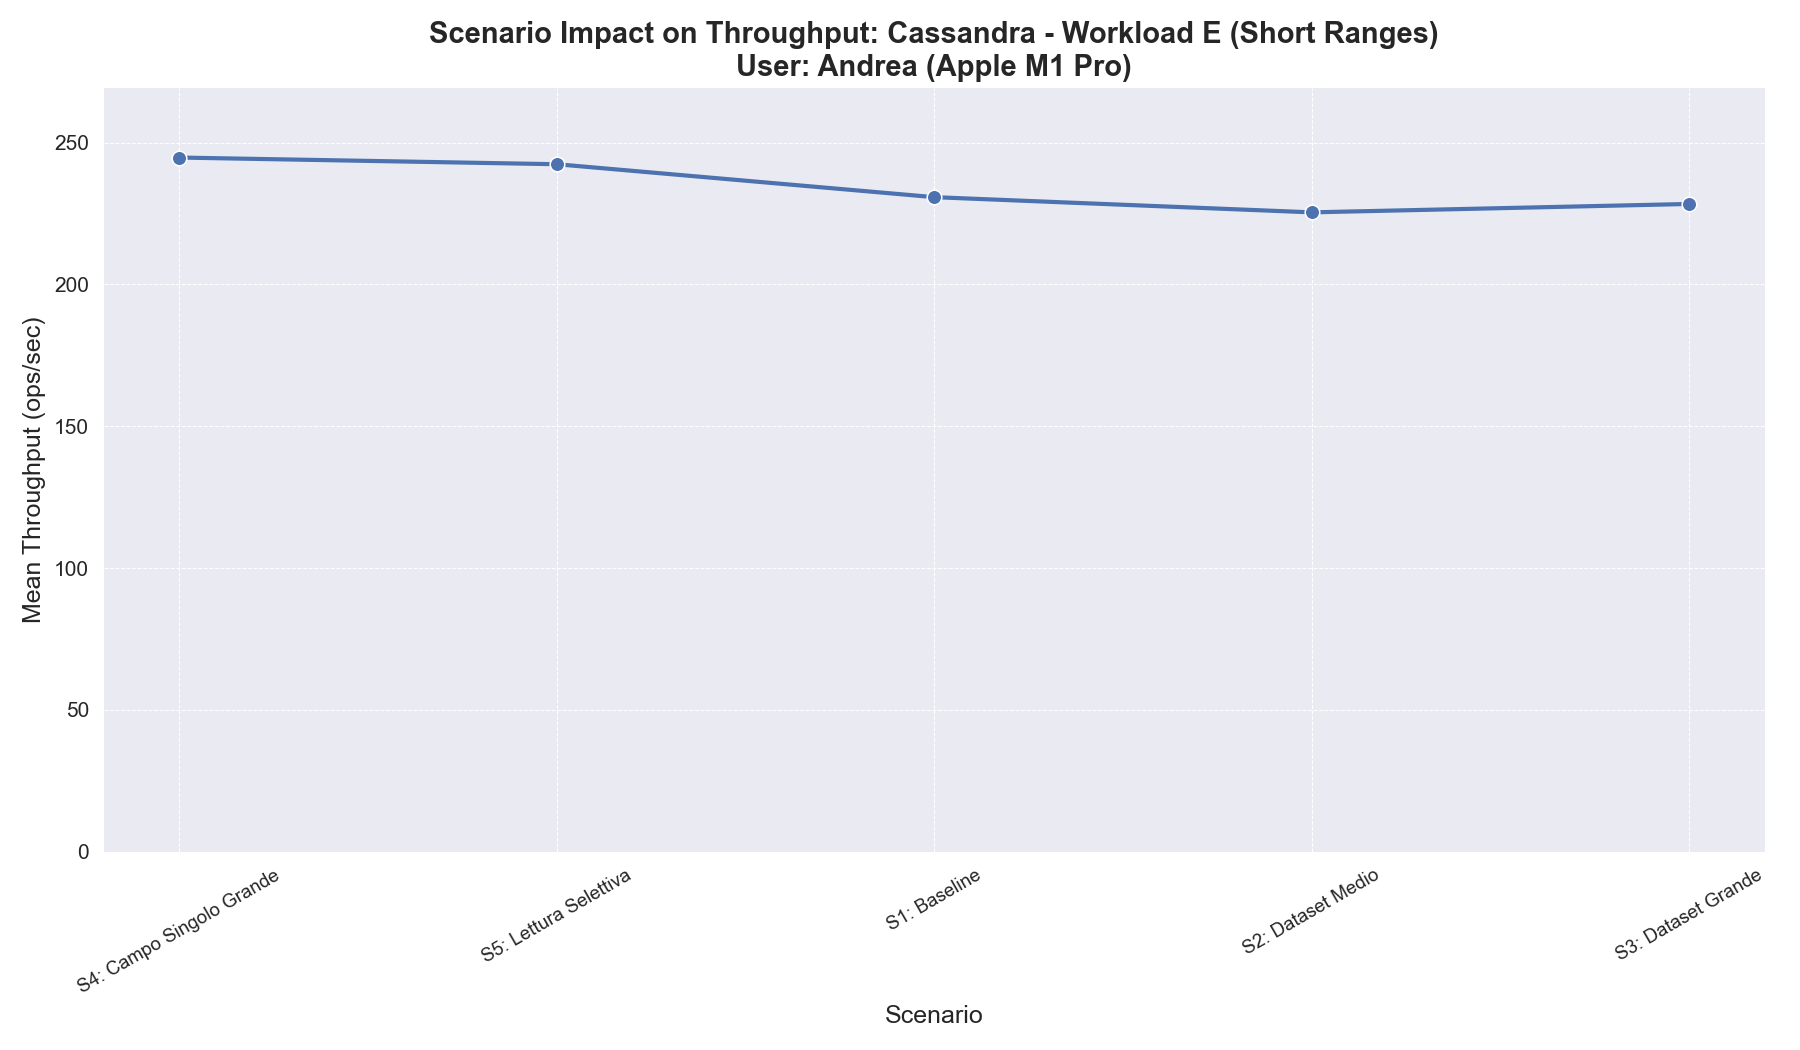 Scenario Impact on Throughput: Cassandra - Workload E (Short Ranges)
User: Andrea (Apple M1 Pro)
Mean Throughput (ops/sec)
250
200
150
100
50
0
S4: Campo Singolo Grande
S5: Lettura Selettiva
S1: Baseline
S2: Dataset Medio
S3: Dataset Grande
Scenario